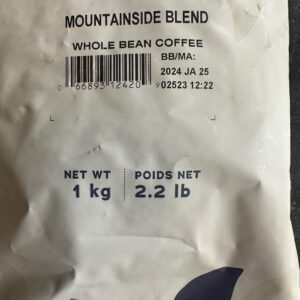 MOUNTAINSIDE BLEND
WHOLE BEAN COFFEE
BB/MA:
2024 JA 25
02523 12:22
66893 12420 9
NET WT POIDS NET
1 kg 2.2 lb